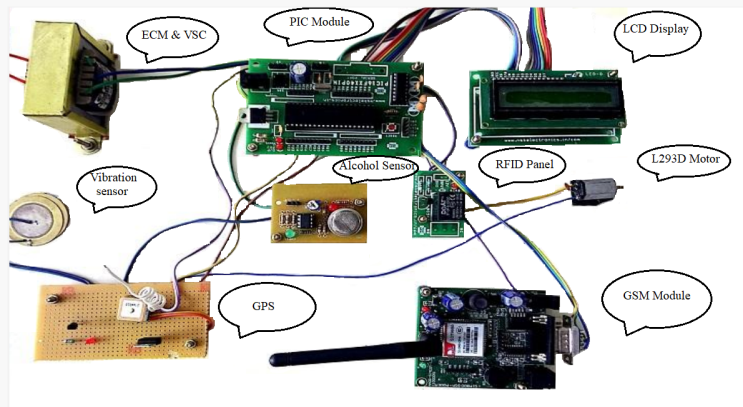 ECM & VSC
PIC Module
LCD Display
Vibration
sensor
Alcohol Sensor
RFID Panel
L293D Motor
GPS
GSM Module